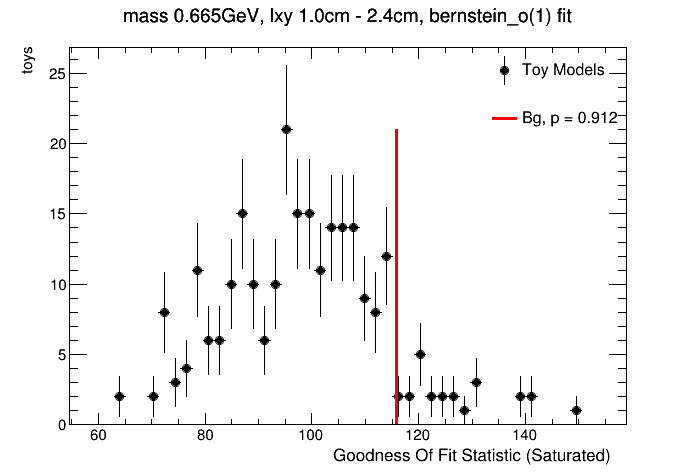 mass 0.665GeV, lxy 1.0cm - 2.4cm, bernstein_o(1) fit
toys
25
Toy Models
Bg, p = 0.912
20
15
10
5
0
60 80 100 120 140
Goodness Of Fit Statistic (Saturated)